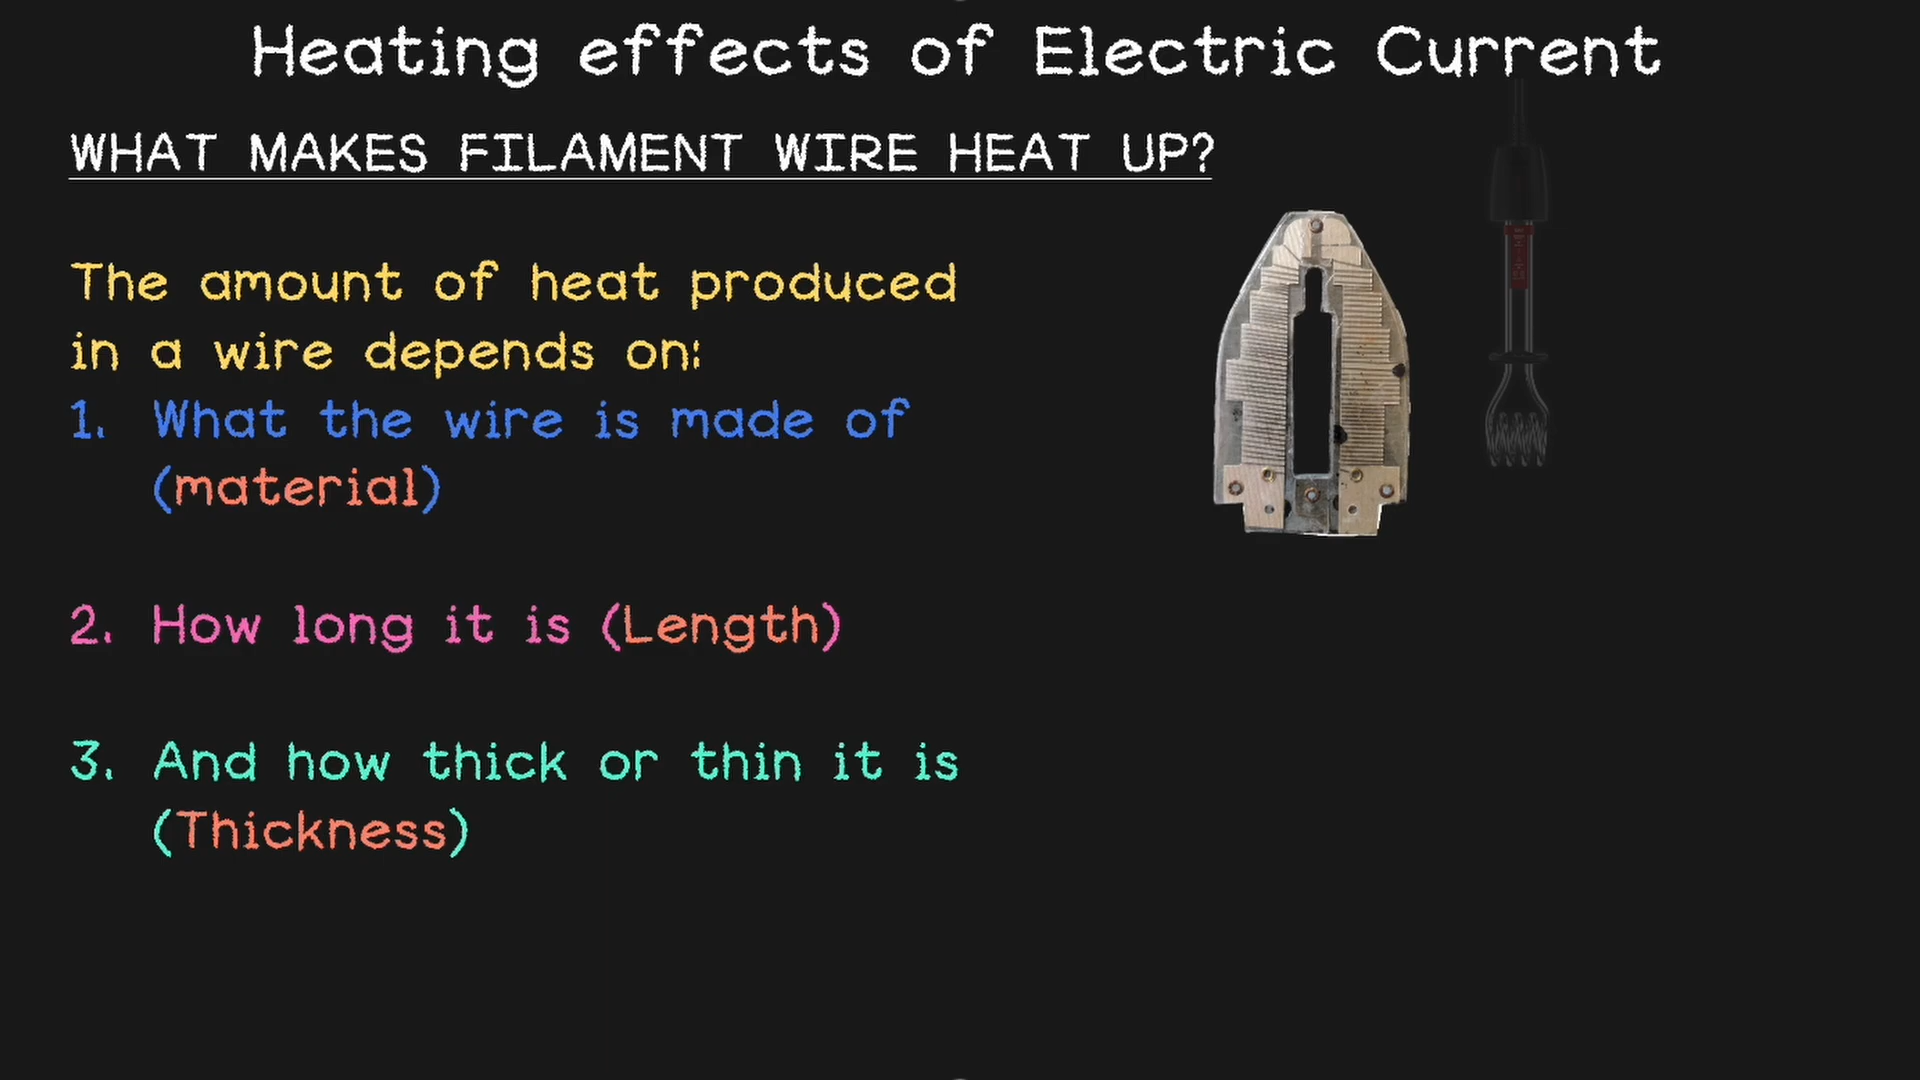 Heating effects of Electric Current
WHAT MAKES FILAMENT WIRE HEAT UP?
The amount of heat produced
in a wire depends on:
1. What the wire is made of
(material)
2. How long it is (Length)
3. And how thick or thin it is
(Thickness)